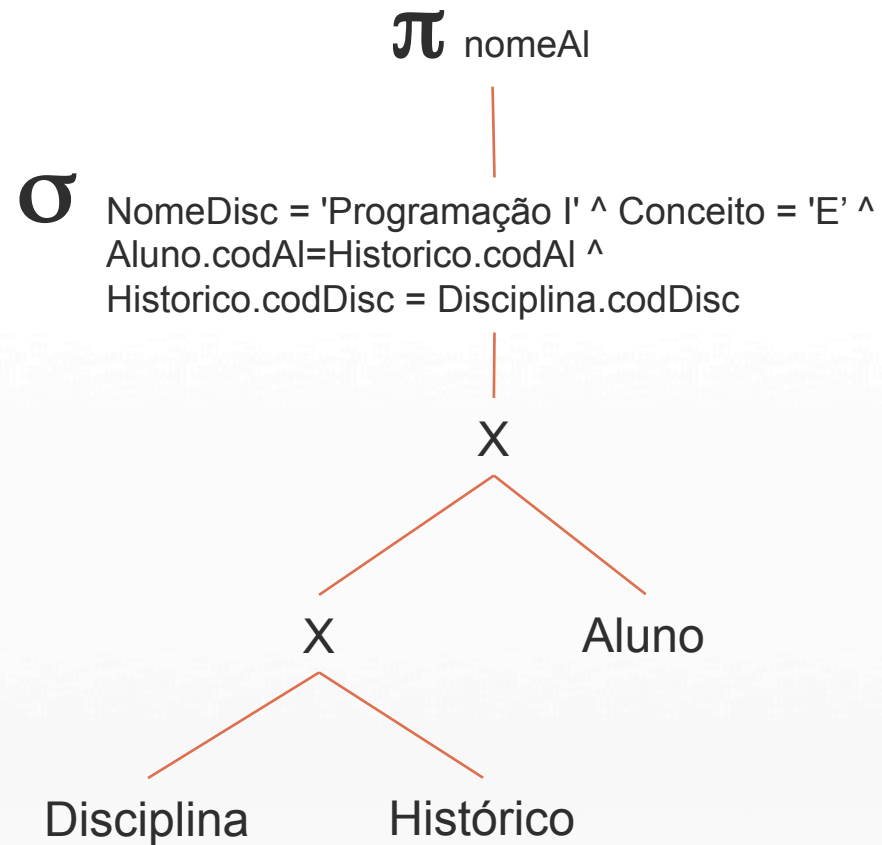 π nomeAl
σ NomeDisc = 'Programação I' ^ Conceito = 'E’ ^
Aluno.codAl=Historico.codAl ^
Historico.codDisc = Disciplina.codDisc
X
X Aluno
Disciplina Histórico